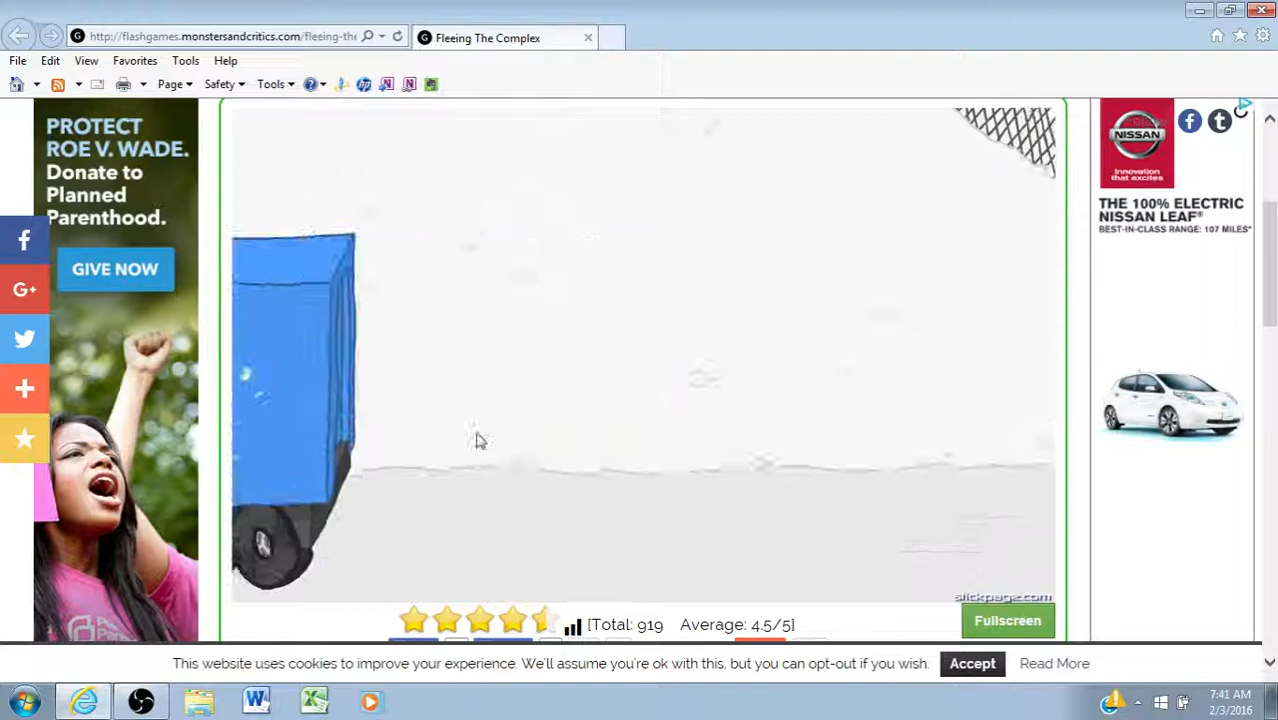 http://flashgames.monstersandcritics.com/fleeing-the
Fleeing The Complex
File Edit View Favorites Tools Help
Page Safety Tools
PROTECT
ROE V. WADE.
Donate to
Planned
Parenthood.
GIVE NOW
NISSAN
Innovation
that excites
THE 100% ELECTRIC
NISSAN LEAF®
BEST-IN-CLASS RANGE: 107 MILES*
stickpage.com
[Total: 919 Average: 4.5/5]
Fullscreen
This website uses cookies to improve your experience. We'll assume you're ok with this, but you can opt-out if you wish. Accept Read More
7:41 AM
2/3/2016